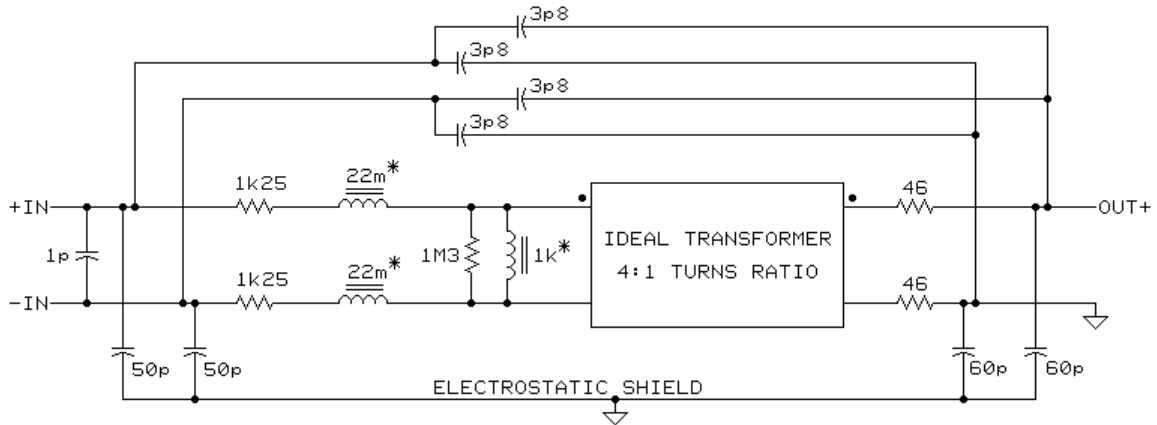 3p8
3p8
3p8
3p8
1k25
22m*
46
+IN
OUT+
1p
1M3
1k*
IDEAL TRANSFORMER
4:1 TURNS RATIO
1k25
22m*
46
-IN
50p
50p
60p
60p
ELECTROSTATIC SHIELD